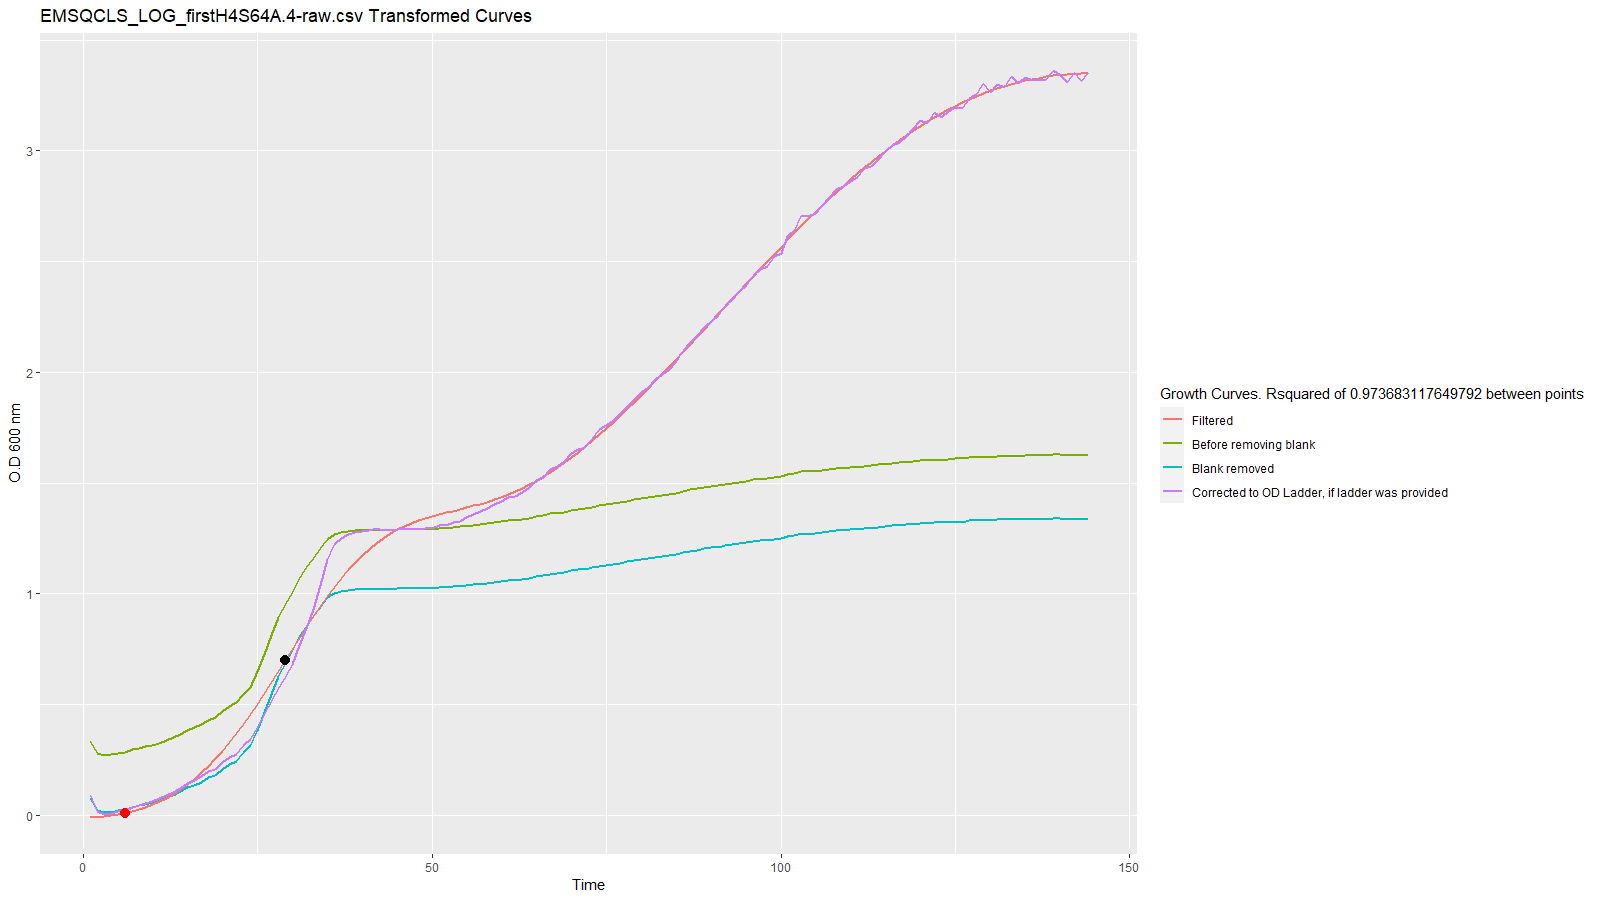 EMSQCLS_LOG_firstH4S64A.4-raw.csv Transformed Curves
O.D 600 nm
3
2
1
0
0
50
100
150
Time
Growth Curves. Rsquared of 0.973683117649792 between points
Filtered
Before removing blank
Blank removed
Corrected to OD Ladder, if ladder was provided